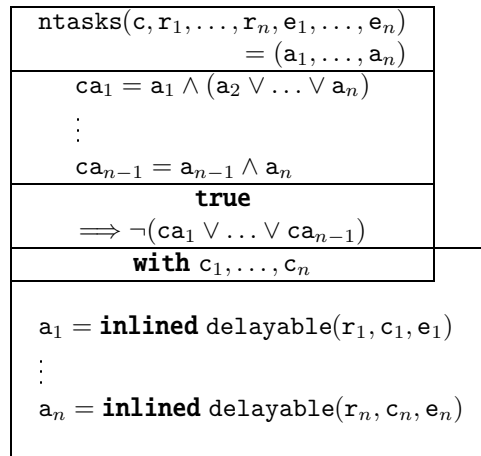 ntasks(c, r₁, . . . , rₙ, e₁, . . . , eₙ)
= (a₁, . . . , aₙ)
ca₁ = a₁ ∧ (a₂ ∨ . . . ∨ aₙ)
⋮
caₙ₋₁ = aₙ₋₁ ∧ aₙ
true
⟹ ¬(ca₁ ∨ . . . ∨ caₙ₋₁)
with c₁, . . . , cₙ
a₁ = inlined delayable(r₁, c₁, e₁)
⋮
aₙ = inlined delayable(rₙ, cₙ, eₙ)